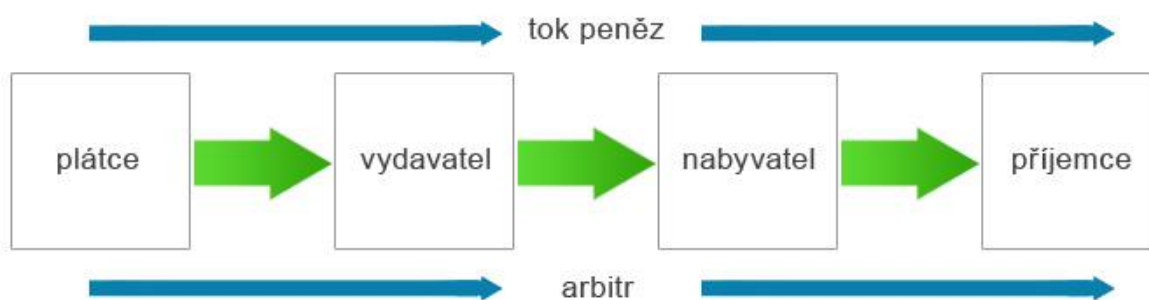 tok peněz
plátce
vydavatel
nabyvatel
příjemce
arbitr